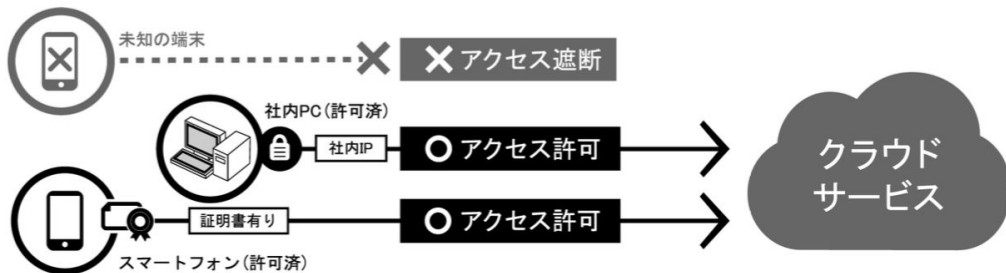 未知の端末
アクセス遮断
社内PC(許可済)
社内IP
アクセス許可
証明書有り
アクセス許可
スマートフォン(許可済)
クラウド
サービス